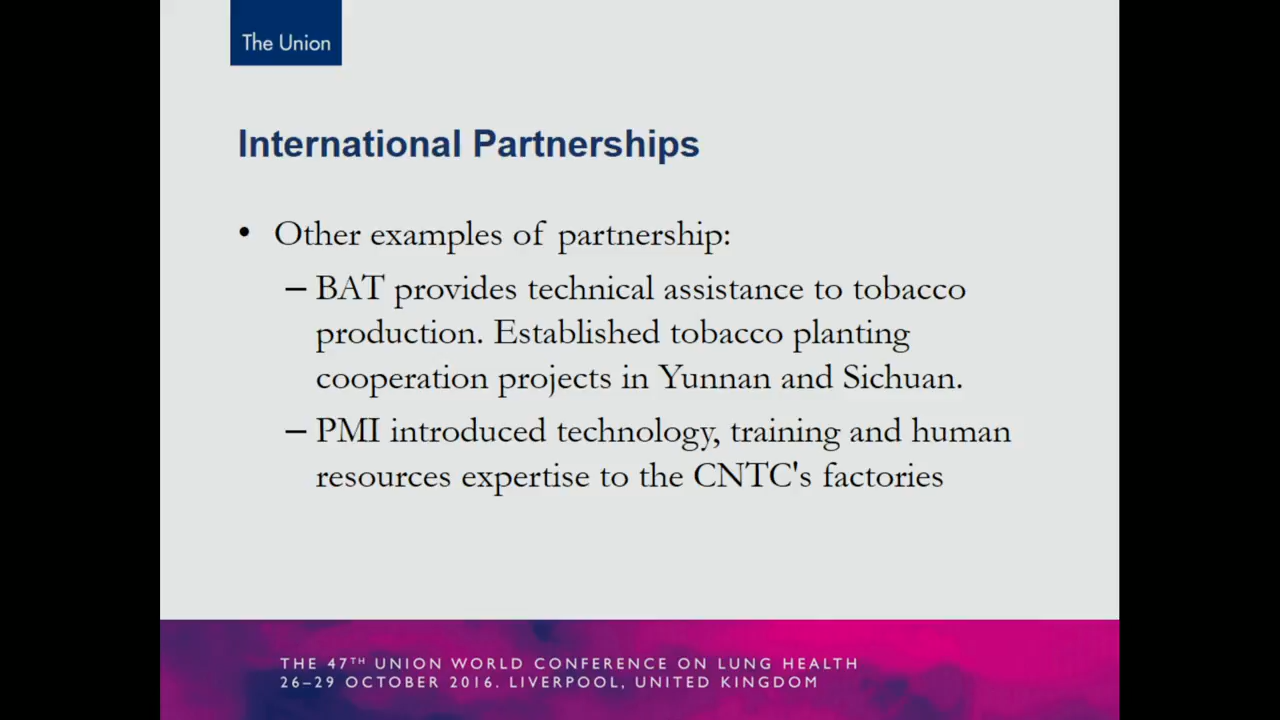 The Union
International Partnerships
• Other examples of partnership:
– BAT provides technical assistance to tobacco
production. Established tobacco planting
cooperation projects in Yunnan and Sichuan.
– PMI introduced technology, training and human
resources expertise to the CNTC's factories
THE 47TH UNION WORLD CONFERENCE ON LUNG HEALTH
26–29 OCTOBER 2016. LIVERPOOL, UNITED KINGDOM